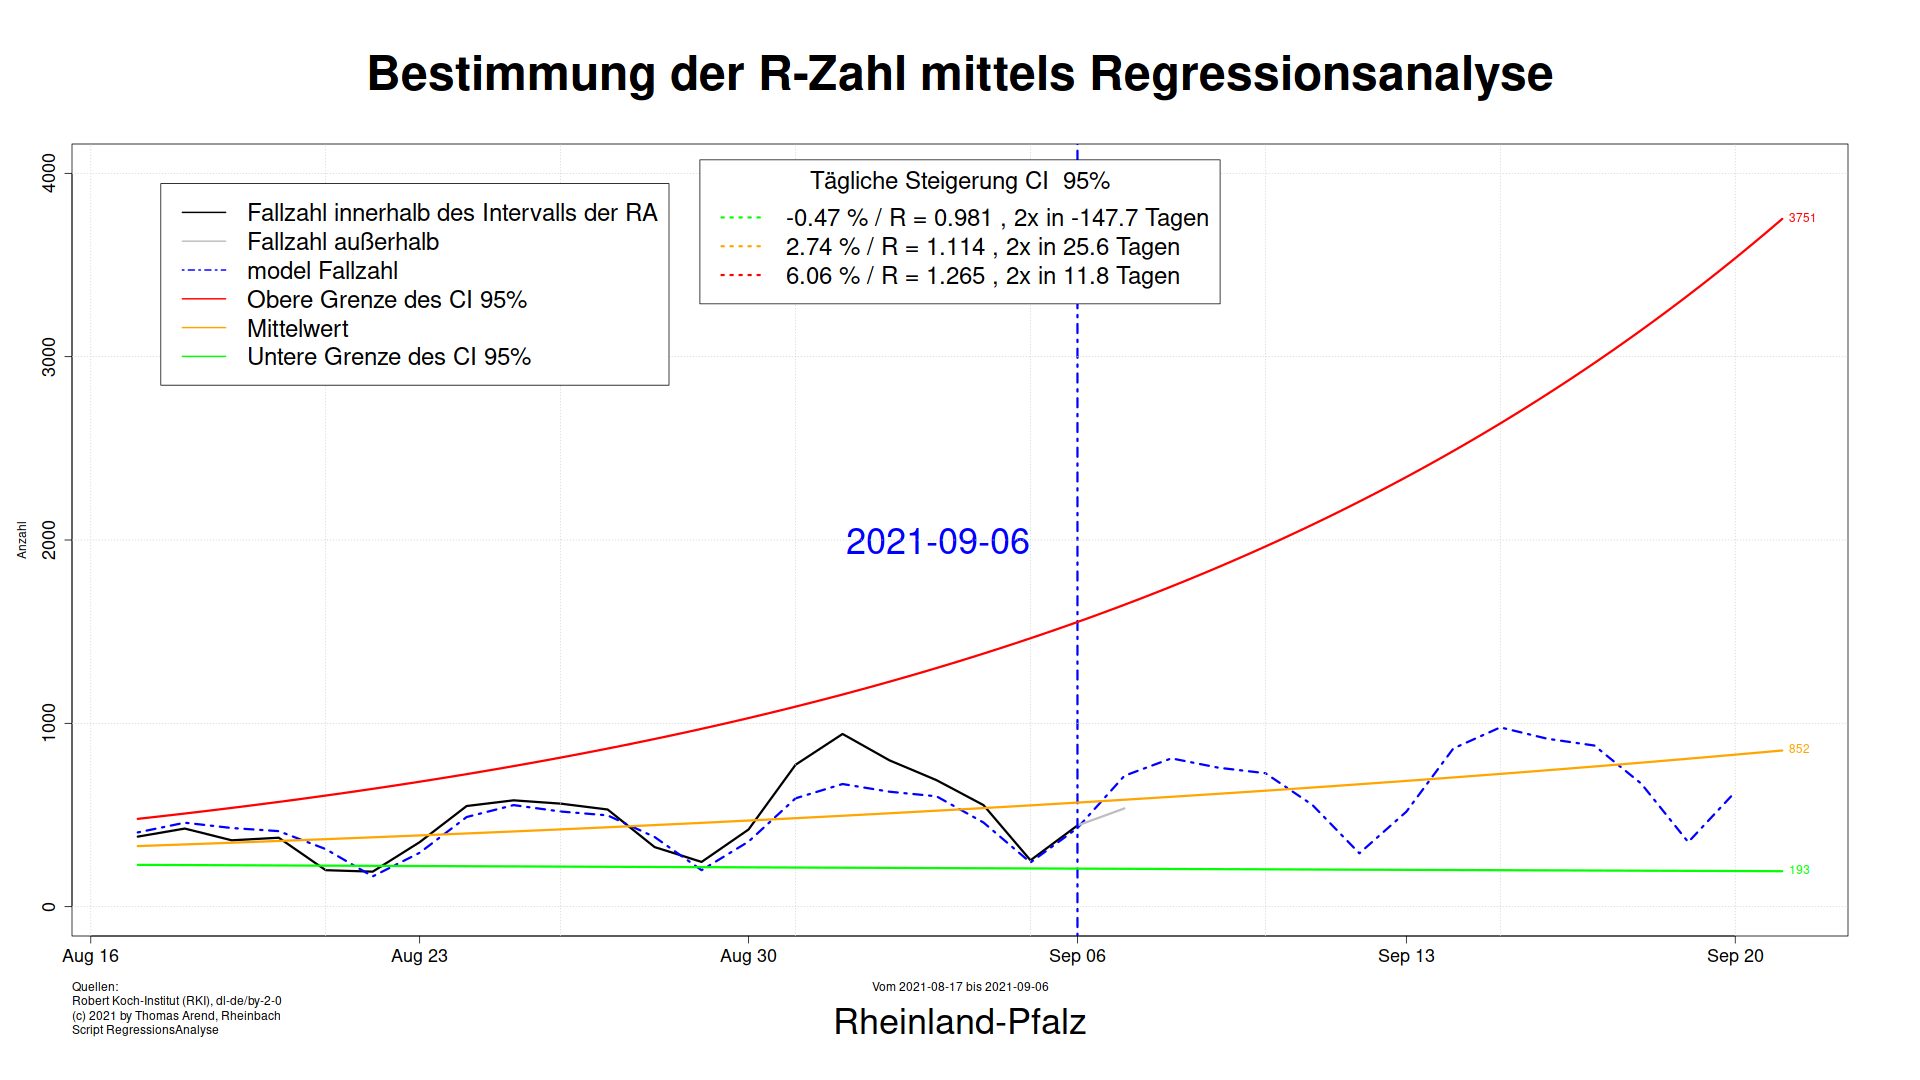 Bestimmung der R-Zahl mittels Regressionsanalyse
Tägliche Steigerung CI  95%
-0.47 % / R = 0.981 , 2x in -147.7 Tagen
2.74 % / R = 1.114 , 2x in 25.6 Tagen
6.06 % / R = 1.265 , 2x in 11.8 Tagen
Fallzahl innerhalb des Intervalls der RA
Fallzahl außerhalb
model Fallzahl
Obere Grenze des CI 95%
Mittelwert
Untere Grenze des CI 95%
4000
3000
2000
1000
0
Anzahl
2021-09-06
3751
852
193
Aug 16
Aug 23
Aug 30
Sep 06
Sep 13
Sep 20
Quellen:
Robert Koch-Institut (RKI), dl-de/by-2-0
(c) 2021 by Thomas Arend, Rheinbach
Script RegressionsAnalyse
Vom 2021-08-17 bis 2021-09-06
Rheinland-Pfalz